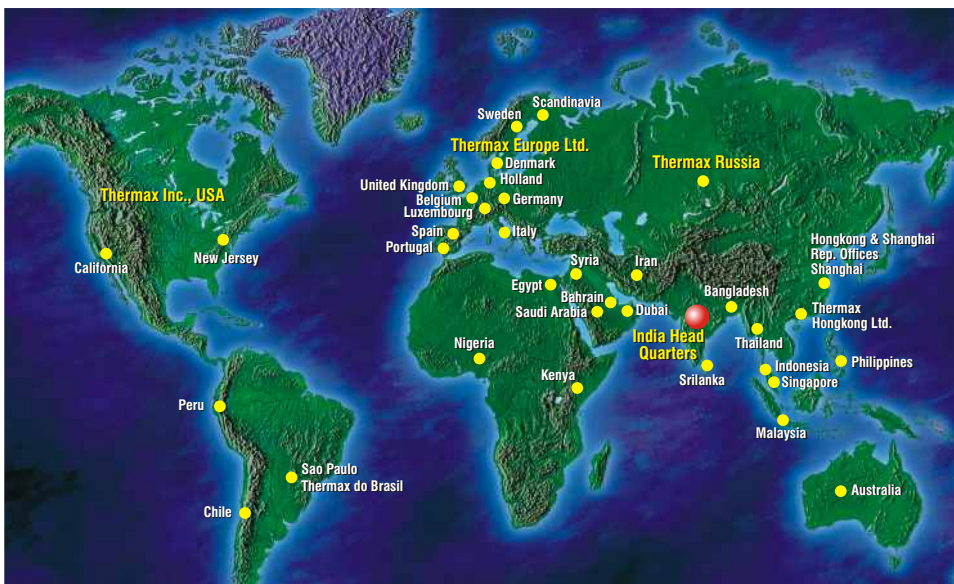 Scandinavia
Sweden
Thermax Europe Ltd.
Denmark
Thermax Russia
Holland
United Kingdom
Thermax Inc., USA
Belgium
Germany
Luxembourg
Spain
Italy
Portugal
Hongkong & Shanghai
Rep. Offices
Shanghai
California
New Jersey
Syria
Iran
Egypt
Bangladesh
Bahrain
Saudi Arabia
Dubai
Thermax
Hongkong Ltd.
India Head
Quarters
Thailand
Nigeria
Indonesia
Philippines
Kenya
Srilanka
Singapore
Peru
Malaysia
Sao Paulo
Thermax do Brasil
Australia
Chile